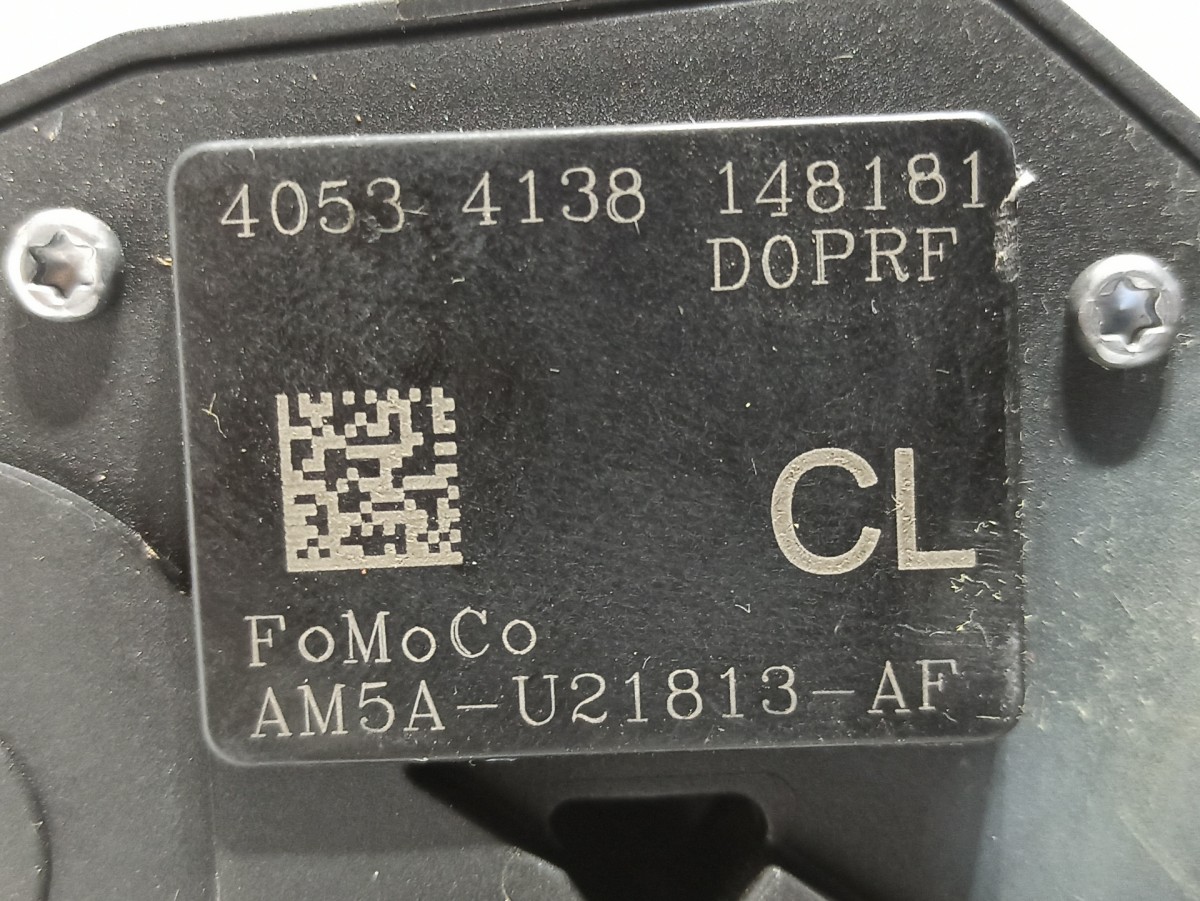 4053 4138 148181
D0PRF
CL
FoMoCo
AM5A-U21813-AF